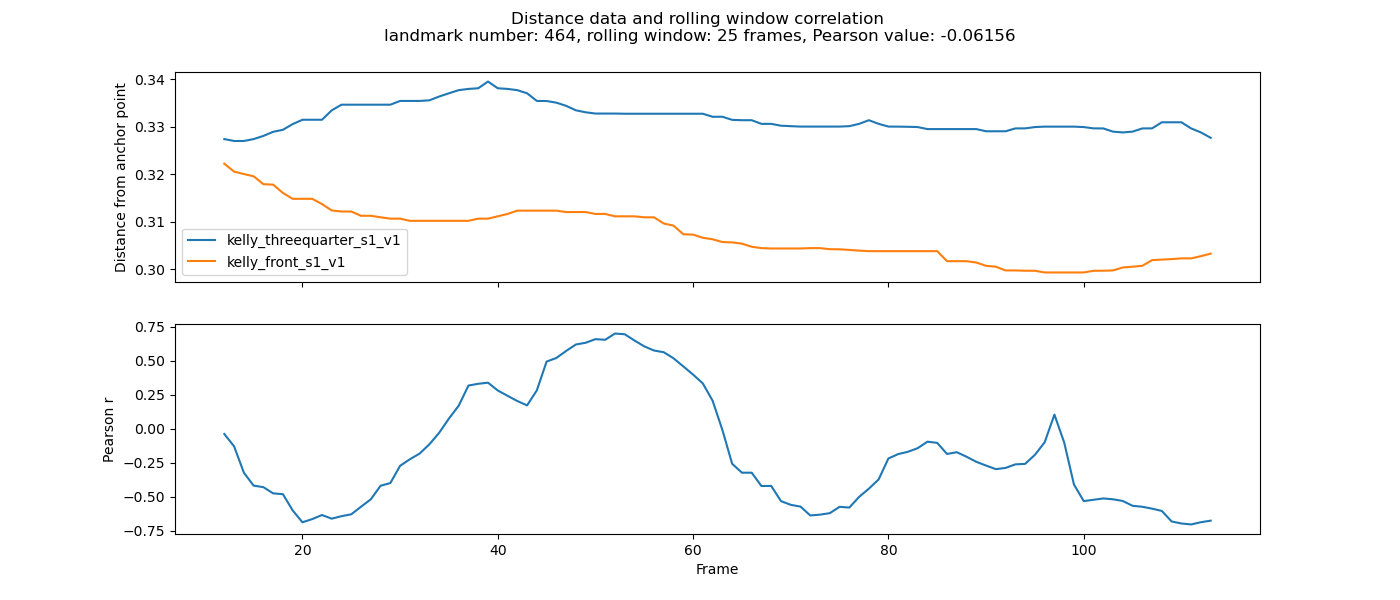 Distance data and rolling window correlation
landmark number: 464, rolling window: 25 frames, Pearson value: -0.06156
Distance from anchor point
0.34
0.33
0.32
0.31
0.30
kelly_threequarter_s1_v1
kelly_front_s1_v1
Pearson r
0.75
0.50
0.25
0.00
−0.25
−0.50
−0.75
20 40 60 80 100
Frame